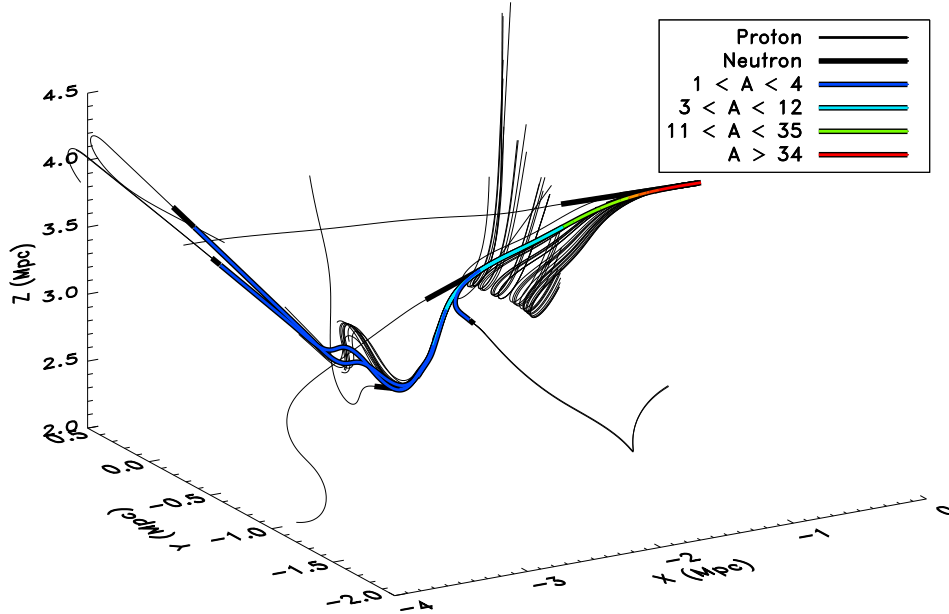 Proton
Neutron
1 < A < 4
3 < A < 12
11 < A < 35
A > 34
4.5
4.0
3.5
3.0
2.5
2.0
Z (Mpc)
0.5
0.0
-0.5
-1.0
-1.5
-2.0
Y (Mpc)
-4
-3
-2
-1
0
X (Mpc)